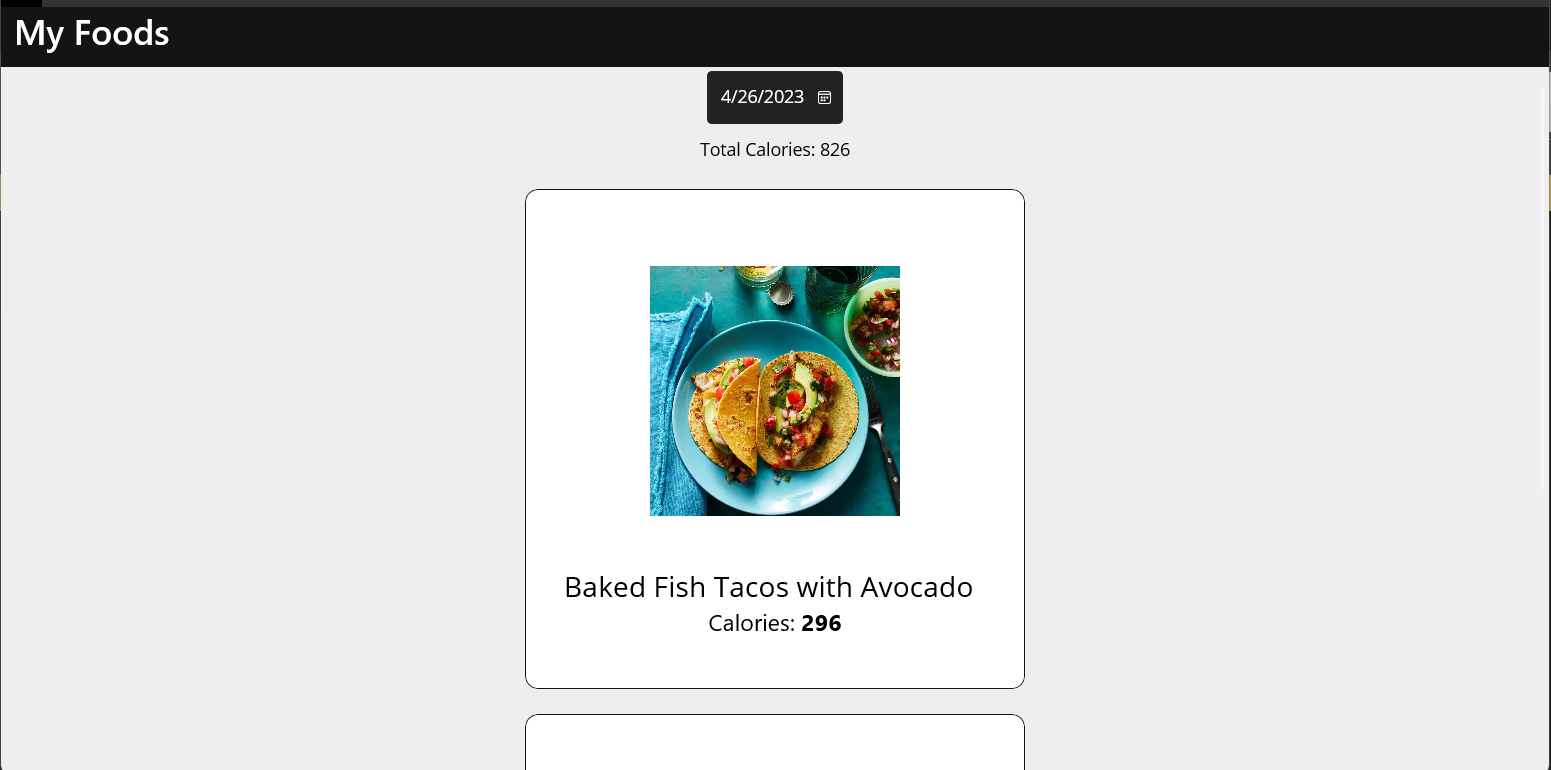 My Foods
4/26/2023
Total Calories: 826
Baked Fish Tacos with Avocado
Calories: 296